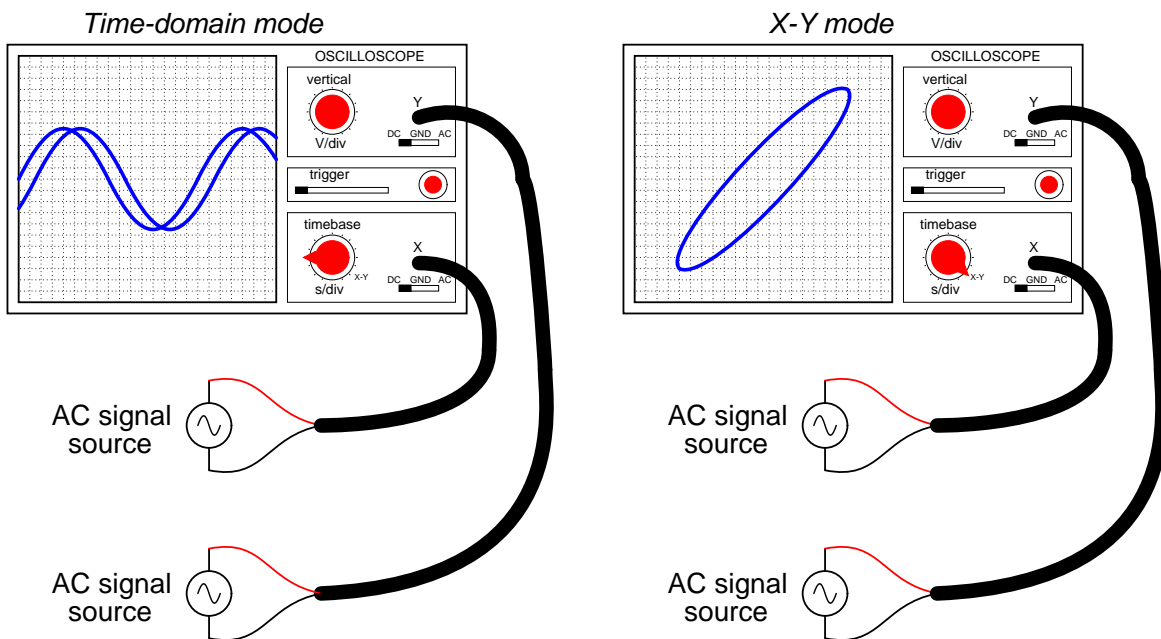 Time-domain mode
OSCILLOSCOPE
vertical
Y
DC GND AC
V/div
trigger
timebase
X
X-Y
DC GND AC
s/div
AC signal
source
AC signal
source
X-Y mode
OSCILLOSCOPE
vertical
Y
DC GND AC
V/div
trigger
timebase
X
X-Y
DC GND AC
s/div
AC signal
source
AC signal
source